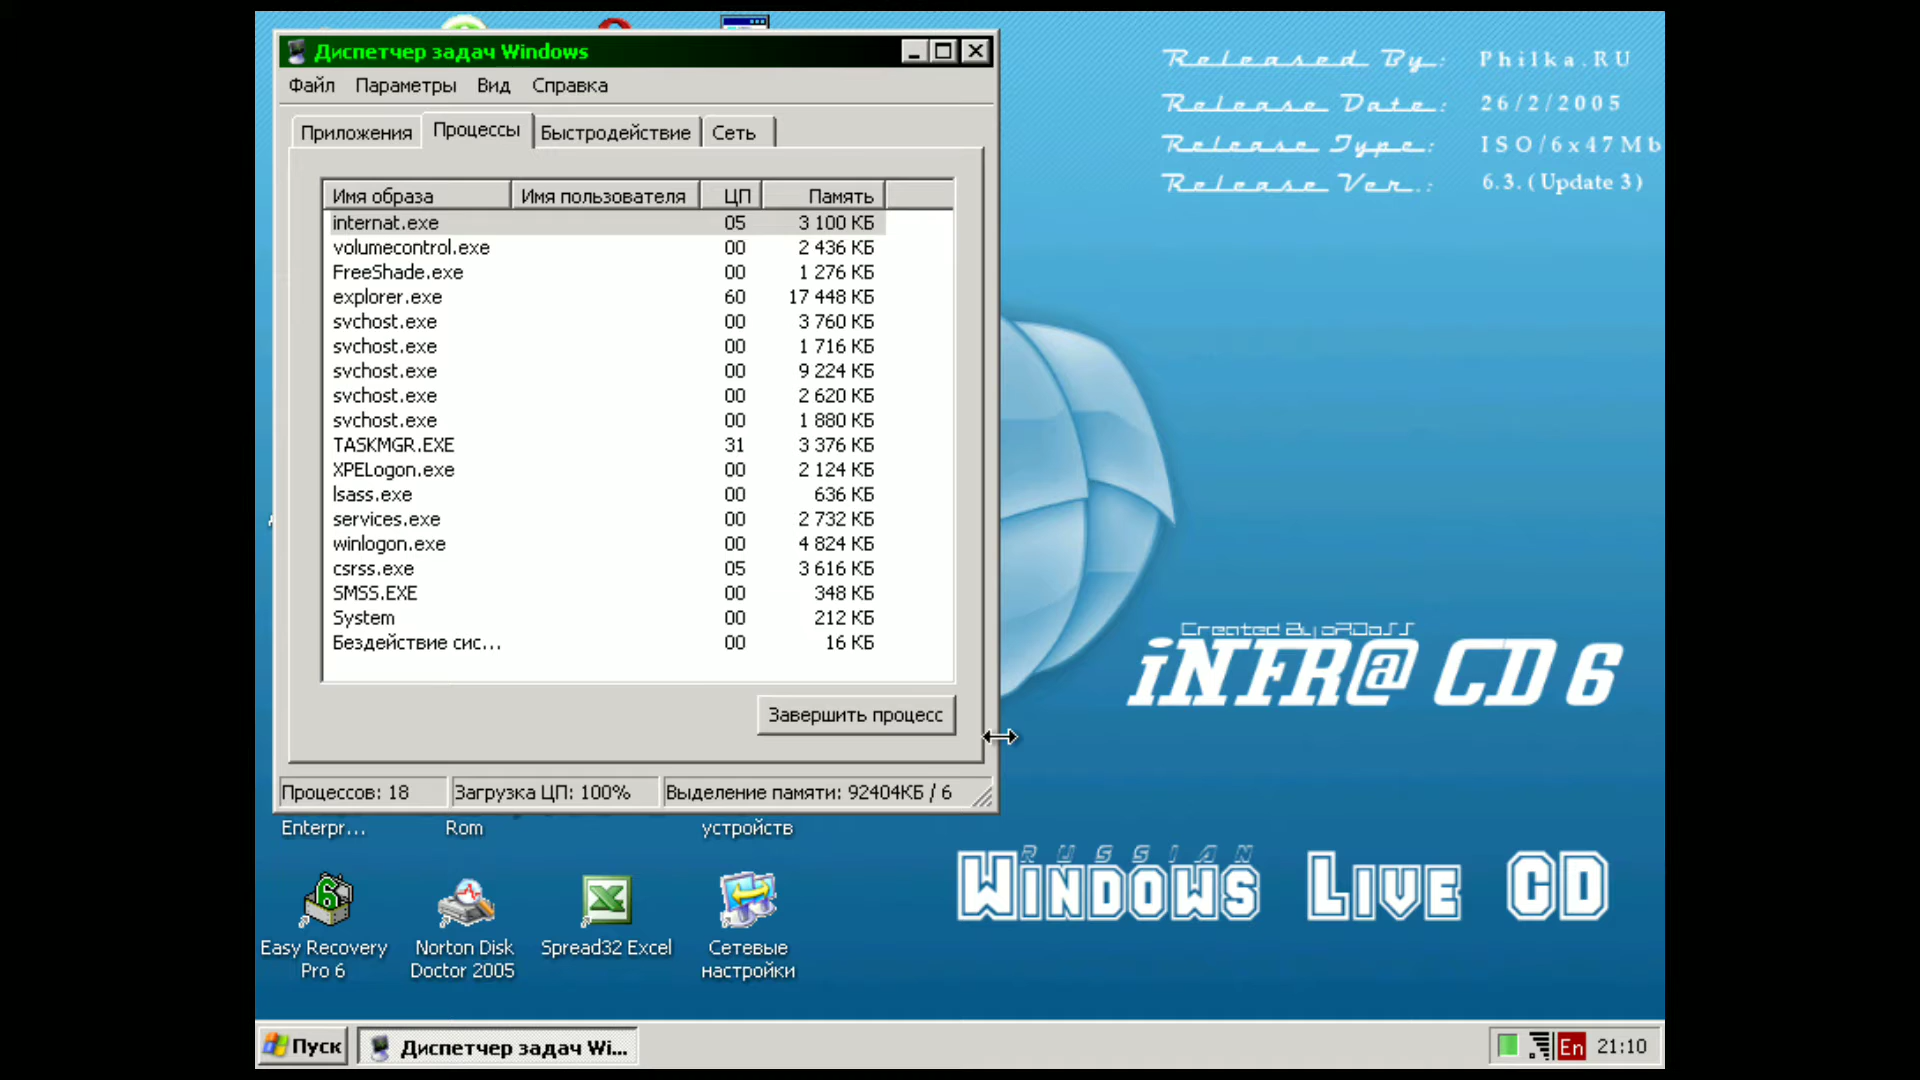 Диспетчер задач Windows
Файл Параметры Вид Справка
Приложения Процессы Быстродействие Сеть
Имя образа Имя пользователя ЦП Память
internat.exe 05 3 100 КБ
volumecontrol.exe 00 2 436 КБ
FreeShade.exe 00 1 276 КБ
explorer.exe 60 17 448 КБ
svchost.exe 00 3 760 КБ
svchost.exe 00 1 716 КБ
svchost.exe 00 9 224 КБ
svchost.exe 00 2 620 КБ
svchost.exe 00 1 880 КБ
TASKMGR.EXE 31 3 376 КБ
XPELogon.exe 00 2 124 КБ
lsass.exe 00 636 КБ
services.exe 00 2 732 КБ
winlogon.exe 00 4 824 КБ
csrss.exe 05 3 616 КБ
SMSS.EXE 00 348 КБ
System 00 212 КБ
Бездействие сис... 00 16 КБ
Завершить процесс
Процессов: 18 Загрузка ЦП: 100% Выделение памяти: 92404КБ / 6
Released By: Philka.RU
Release Date: 26/2/2005
Release Type: ISO/6x47Mb
Release Ver.: 6.3.(Update 3)
Created By oRDoSS
iNFR@ CD 6
RUSSIAN
Windows Live CD
Enterpr... Rom устройств
Easy Recovery Pro 6
Norton Disk Doctor 2005
Spread32 Excel
Сетевые настройки
Пуск Диспетчер задач Wi... En 21:10